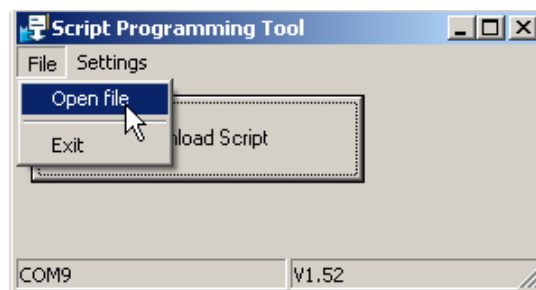 Script Programming Tool
File Settings
Open file
Exit
nload Script
COM9 V1.52